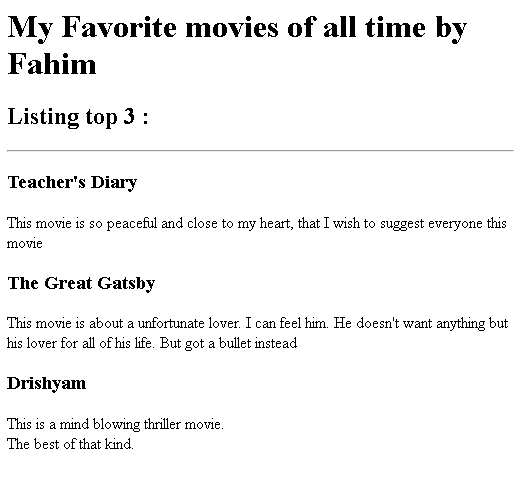 My Favorite movies of all time by
Fahim
Listing top 3 :
Teacher's Diary
This movie is so peaceful and close to my heart, that I wish to suggest everyone this
movie
The Great Gatsby
This movie is about a unfortunate lover. I can feel him. He doesn't want anything but
his lover for all of his life. But got a bullet instead
Drishyam
This is a mind blowing thriller movie.
The best of that kind.